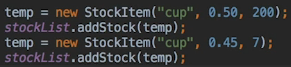 temp = new StockItem("cup", 0.50, 200);
stockList.addStock(temp);
temp = new StockItem("cup", 0.45, 7);
stockList.addStock(temp);